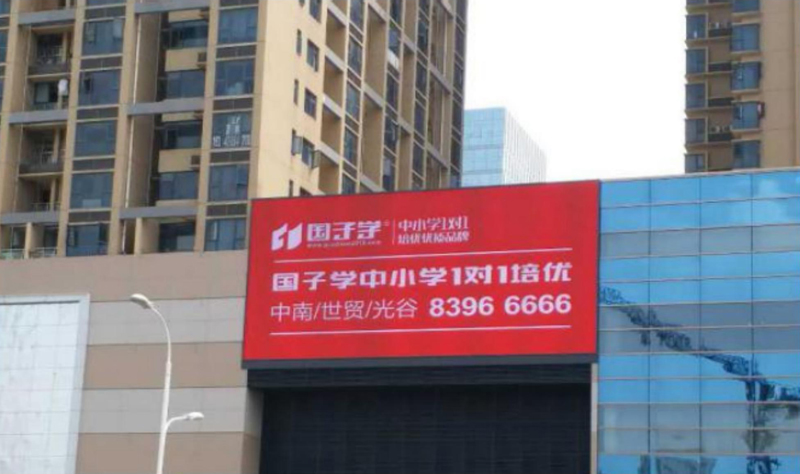 国子学® 中小学1对1
培优优质品牌
国子学中小学1对1培优
中南/世贸/光谷 8396 6666